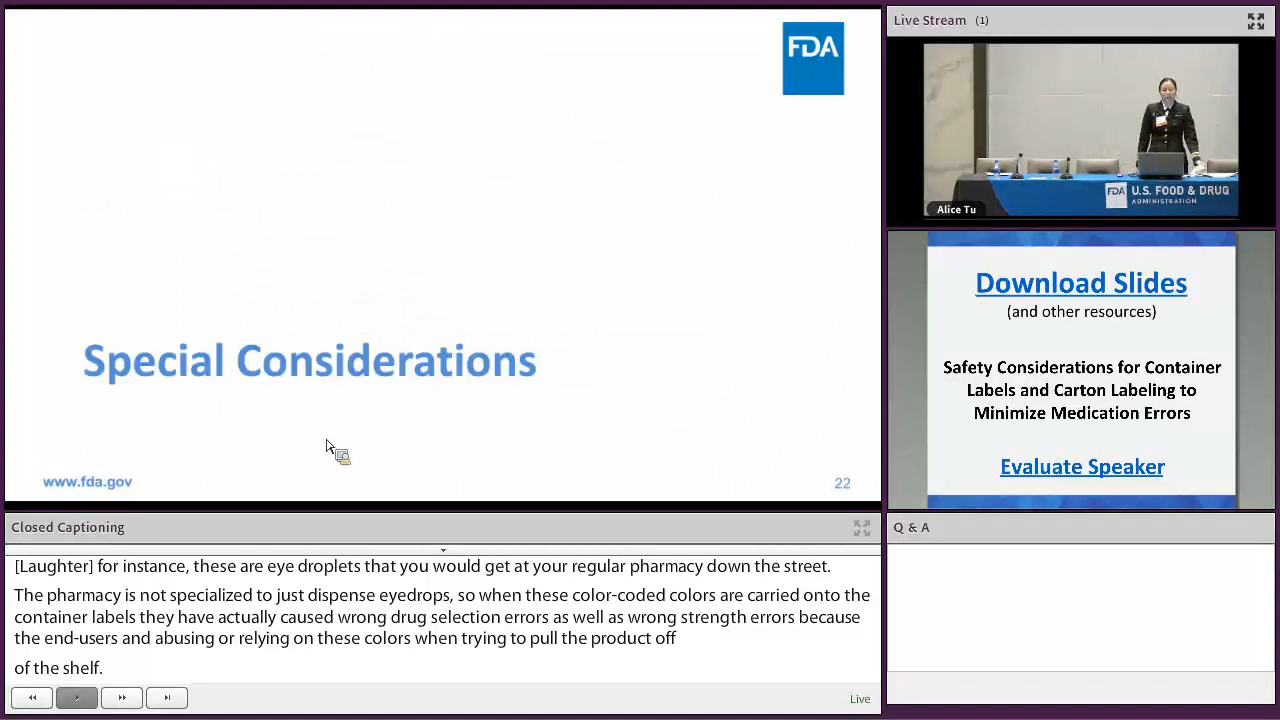 FDA
Special Considerations
www.fda.gov
22
Live Stream (1)
FDA U.S. FOOD & DRUG
ADMINISTRATION
Alice Tu
Download Slides
(and other resources)
Safety Considerations for Container
Labels and Carton Labeling to
Minimize Medication Errors
Evaluate Speaker
Closed Captioning
[Laughter] for instance, these are eye droplets that you would get at your regular pharmacy down the street.
The pharmacy is not specialized to just dispense eyedrops, so when these color-coded colors are carried onto the
container labels they have actually caused wrong drug selection errors as well as wrong strength errors because
the end-users and abusing or relying on these colors when trying to pull the product off
of the shelf.
Live
Q & A